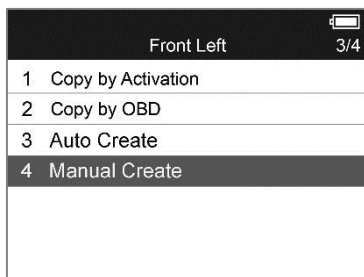 Front Left 3/4
1 Copy by Activation
2 Copy by OBD
3 Auto Create
4 Manual Create